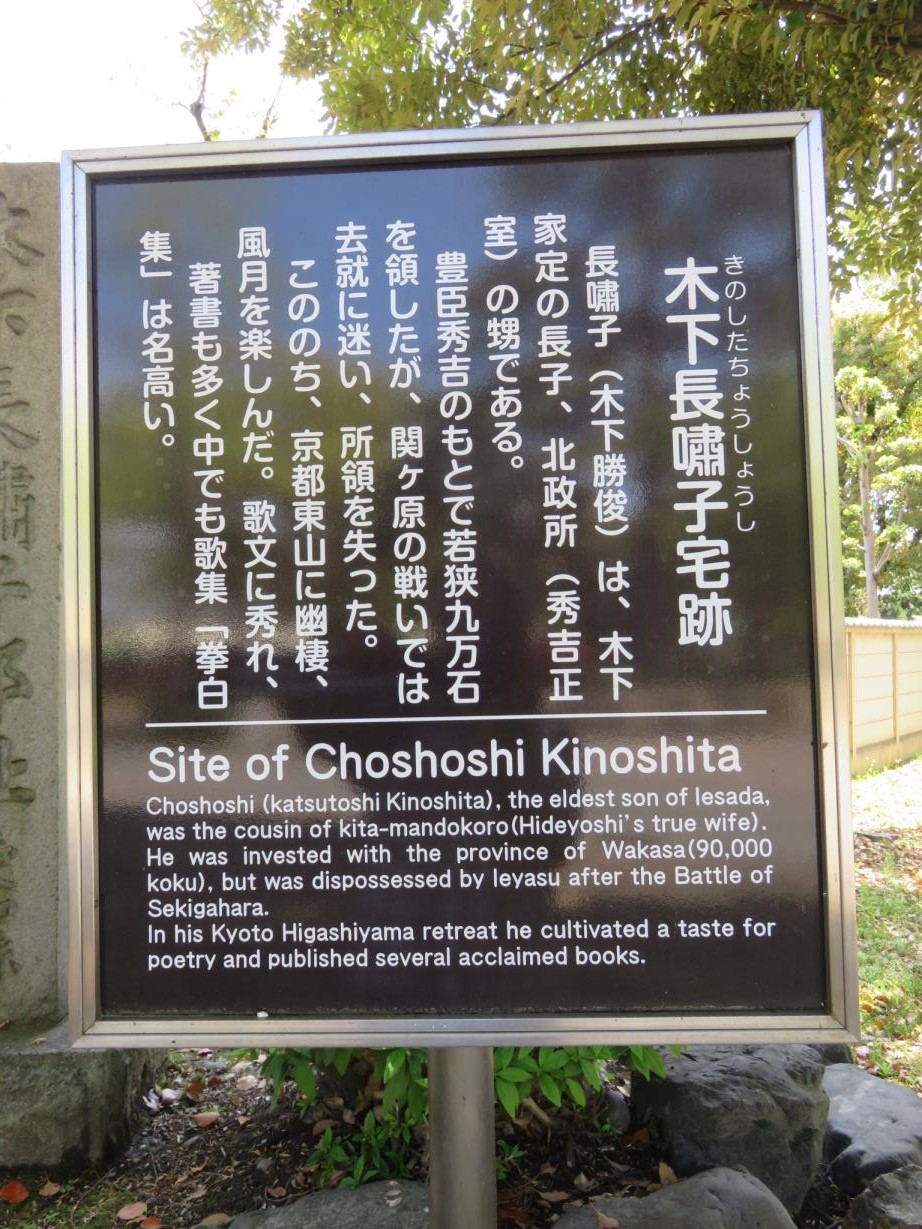 きのしたちょうしょうし
木下長嘯子宅跡
長嘯子（木下勝俊）は、木下
家定の長子、北政所（秀吉正
室）の甥である。
豊臣秀吉のもとで若狭九万石
を領したが、関ヶ原の戦いでは
去就に迷い、所領を失った。
こののち、京都東山に幽棲、
風月を楽しんだ。歌文に秀れ、
著書も多く中でも歌集「拳白
集」は名高い。
Site of Choshoshi Kinoshita
Choshoshi (katsutoshi Kinoshita), the eldest son of Iesada,
was the cousin of kita-mandokoro(Hideyoshi's true wife).
He was invested with the province of Wakasa(90,000
koku), but was dispossessed by Ieyasu after the Battle of
Sekigahara.
In his Kyoto Higashiyama retreat he cultivated a taste for
poetry and published several acclaimed books.